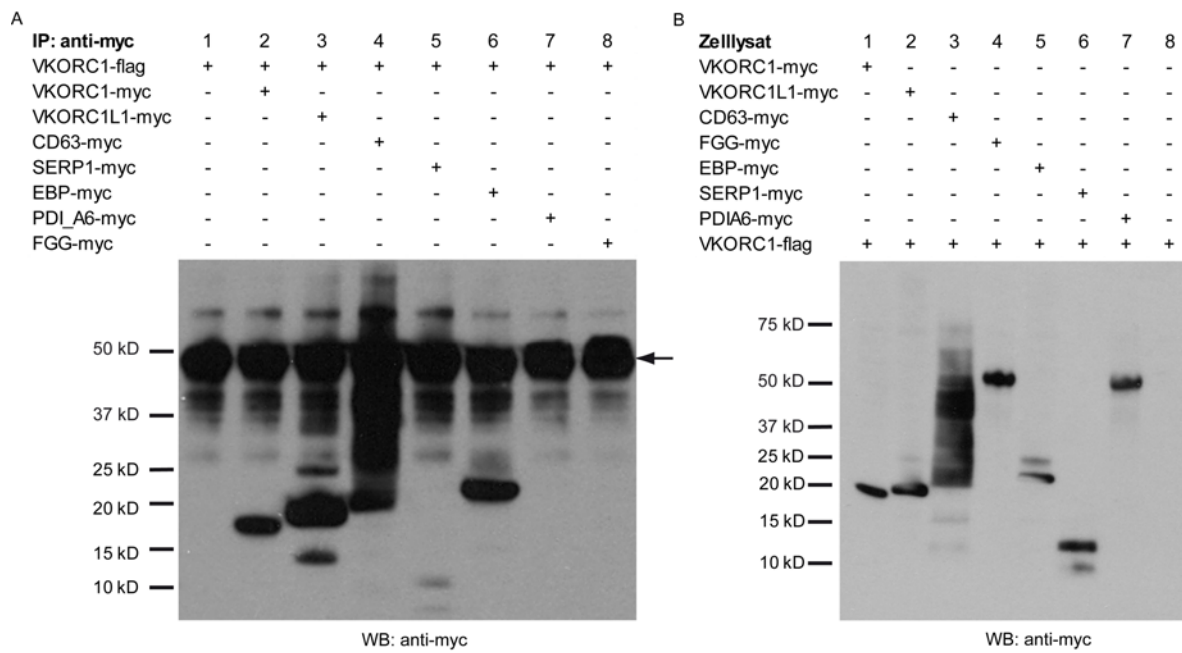 A
IP: anti-myc 1 2 3 4 5 6 7 8
VKORC1-flag + + + + + + + +
VKORC1-myc - + - - - - - -
VKORC1L1-myc - - + - - - - -
CD63-myc - - - + - - - -
SERP1-myc - - - - + - - -
EBP-myc - - - - - + - -
PDI_A6-myc - - - - - - + -
FGG-myc - - - - - - - +
50 kD
37 kD
25 kD
20 kD
15 kD
10 kD
WB: anti-myc
B
Zelllysat 1 2 3 4 5 6 7 8
VKORC1-myc + - - - - - - -
VKORC1L1-myc - + - - - - - -
CD63-myc - - + - - - - -
FGG-myc - - - + - - - -
EBP-myc - - - - + - - -
SERP1-myc - - - - - + - -
PDIA6-myc - - - - - - + -
VKORC1-flag + + + + + + + +
75 kD
50 kD
37 kD
25 kD
20 kD
15 kD
10 kD
WB: anti-myc